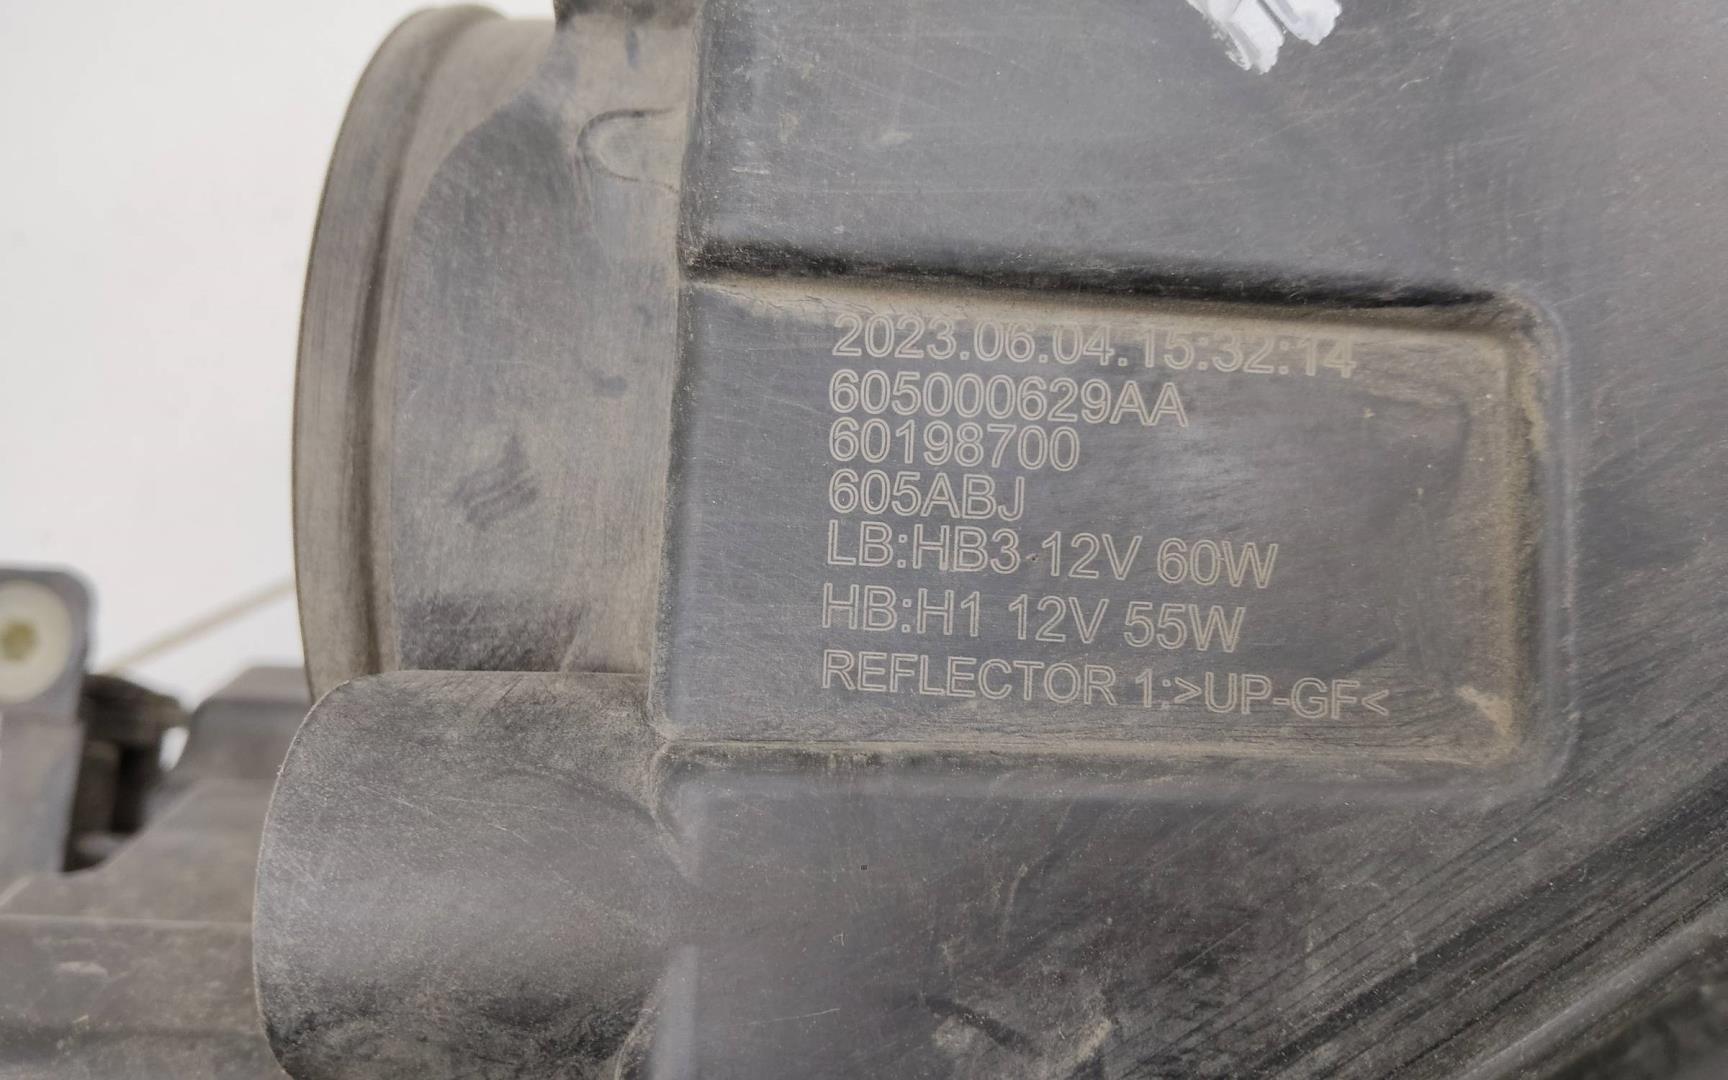 2023.06.04.15:32:14
605000629AA
60198700
605ABJ
LB:HB3 12V 60W
HB:H1 12V 55W
REFLECTOR 1:>UP-GF<